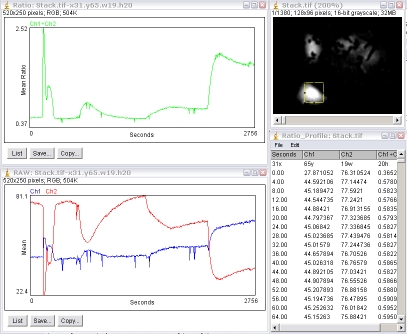 Ratio: Stack.tif-x31.y65.w19.h20
520x250 pixels; RGB; 504K
Ch1÷Ch2
2.52
Mean Ratio
0.37
0
Seconds
2756
List
Save...
Copy...
RAW: Stack.tif-x31.y65.w19.h20
520x250 pixels; RGB; 504K
Ch1 Ch2
81.1
Mean
22.4
0
Seconds
2756
List
Save...
Copy...
Stack.tif (200%)
1/1380; 128x96 pixels; 16-bit grayscale; 32MB
Ratio_Profile: Stack.tif
File Edit
Seconds Ch1 Ch2
31x 65y 19w 20h
0.00 27.871052 76.310524 0.3652
4.00 44.592106 77.14474 0.5780
8.00 45.189472 77.5921 0.5823
12.00 44.544735 77.2421 0.5766
16.00 44.88421 76.913155 0.5835
20.00 44.797367 77.323685 0.5793
24.00 45.06842 77.336845 0.5827
28.00 45.023685 77.439476 0.5814
32.00 45.01579 77.244736 0.5827
36.00 44.657894 76.70526 0.5822
40.00 45.026318 76.76579 0.5865
44.00 44.892105 77.03421 0.5827
48.00 44.907894 76.65526 0.5866
52.00 45.207893 76.88158 0.5880
56.00 45.194736 76.47895 0.5909
60.00 45.252632 76.01842 0.5952
64.00 45.15263 75.88421 0.5950